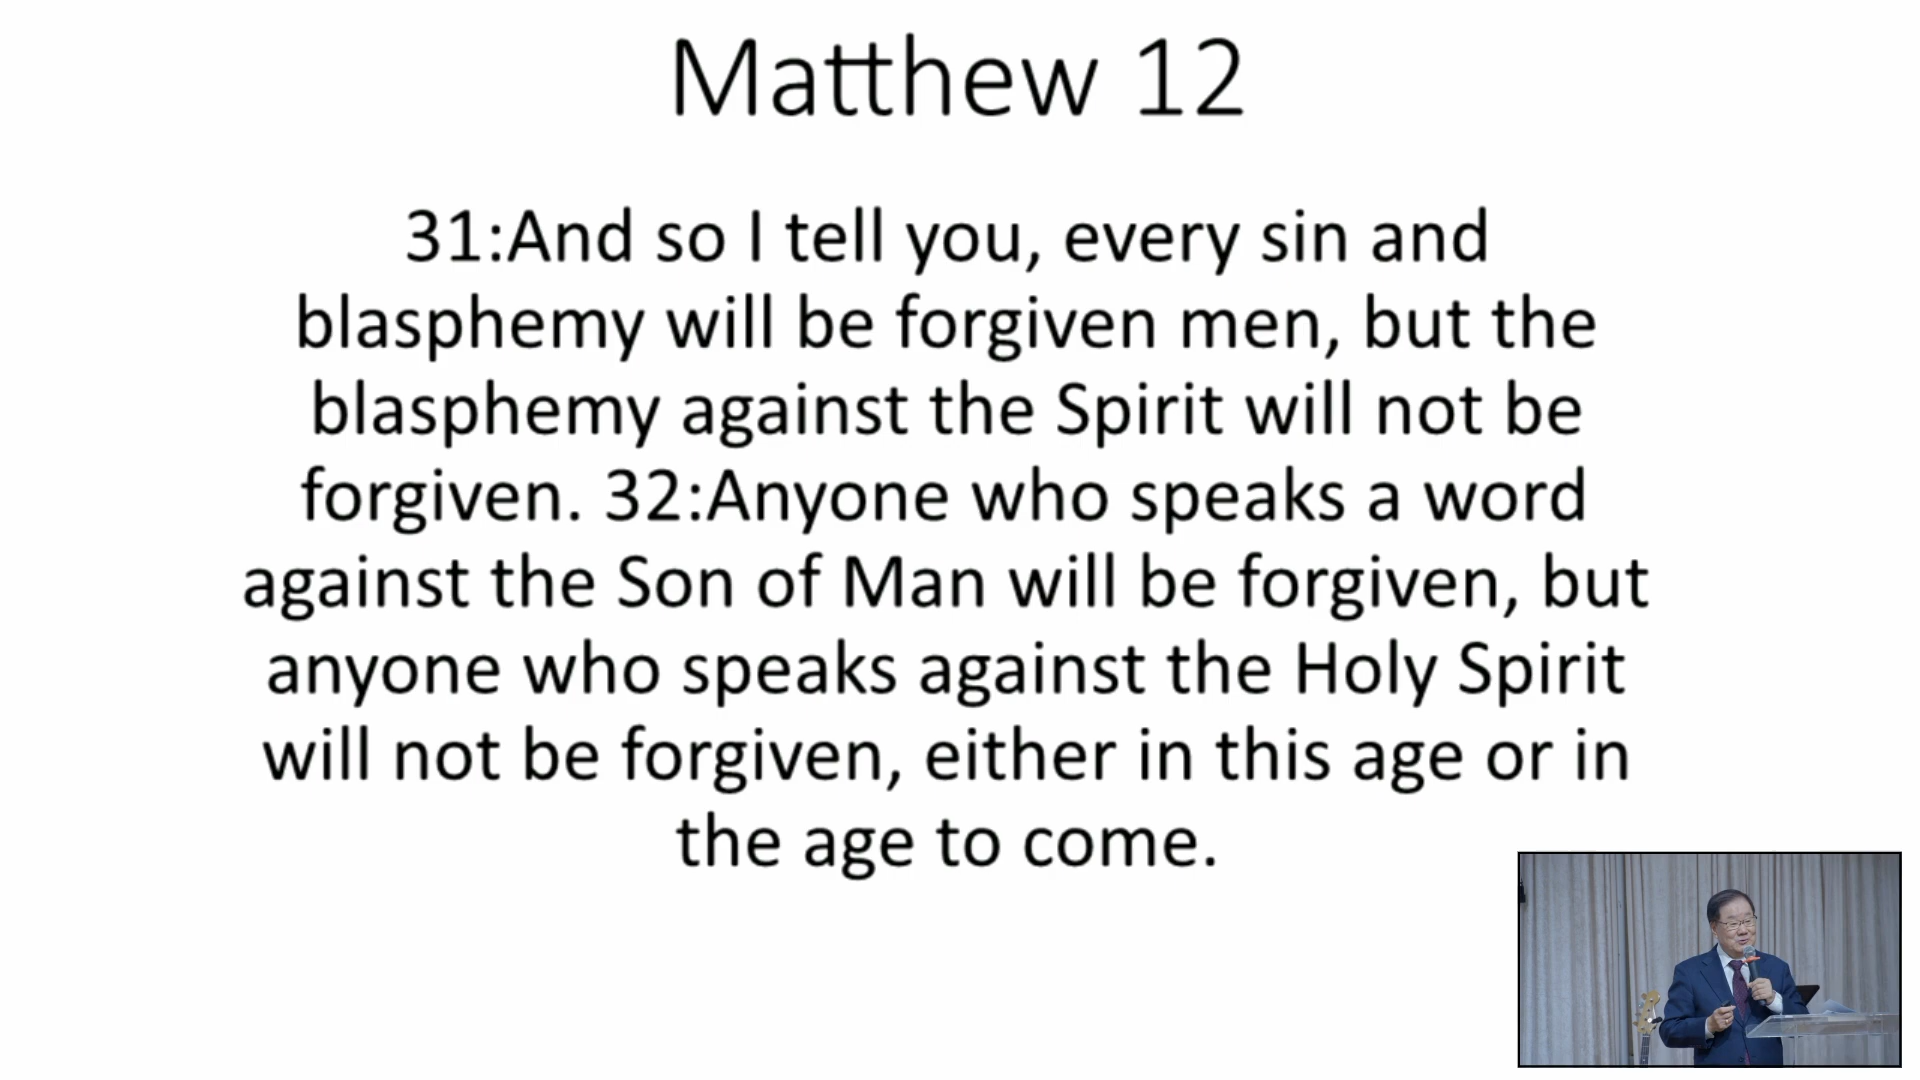 Matthew 12
31:And so I tell you, every sin and
blasphemy will be forgiven men, but the
blasphemy against the Spirit will not be
forgiven. 32:Anyone who speaks a word
against the Son of Man will be forgiven, but
anyone who speaks against the Holy Spirit
will not be forgiven, either in this age or in
the age to come.